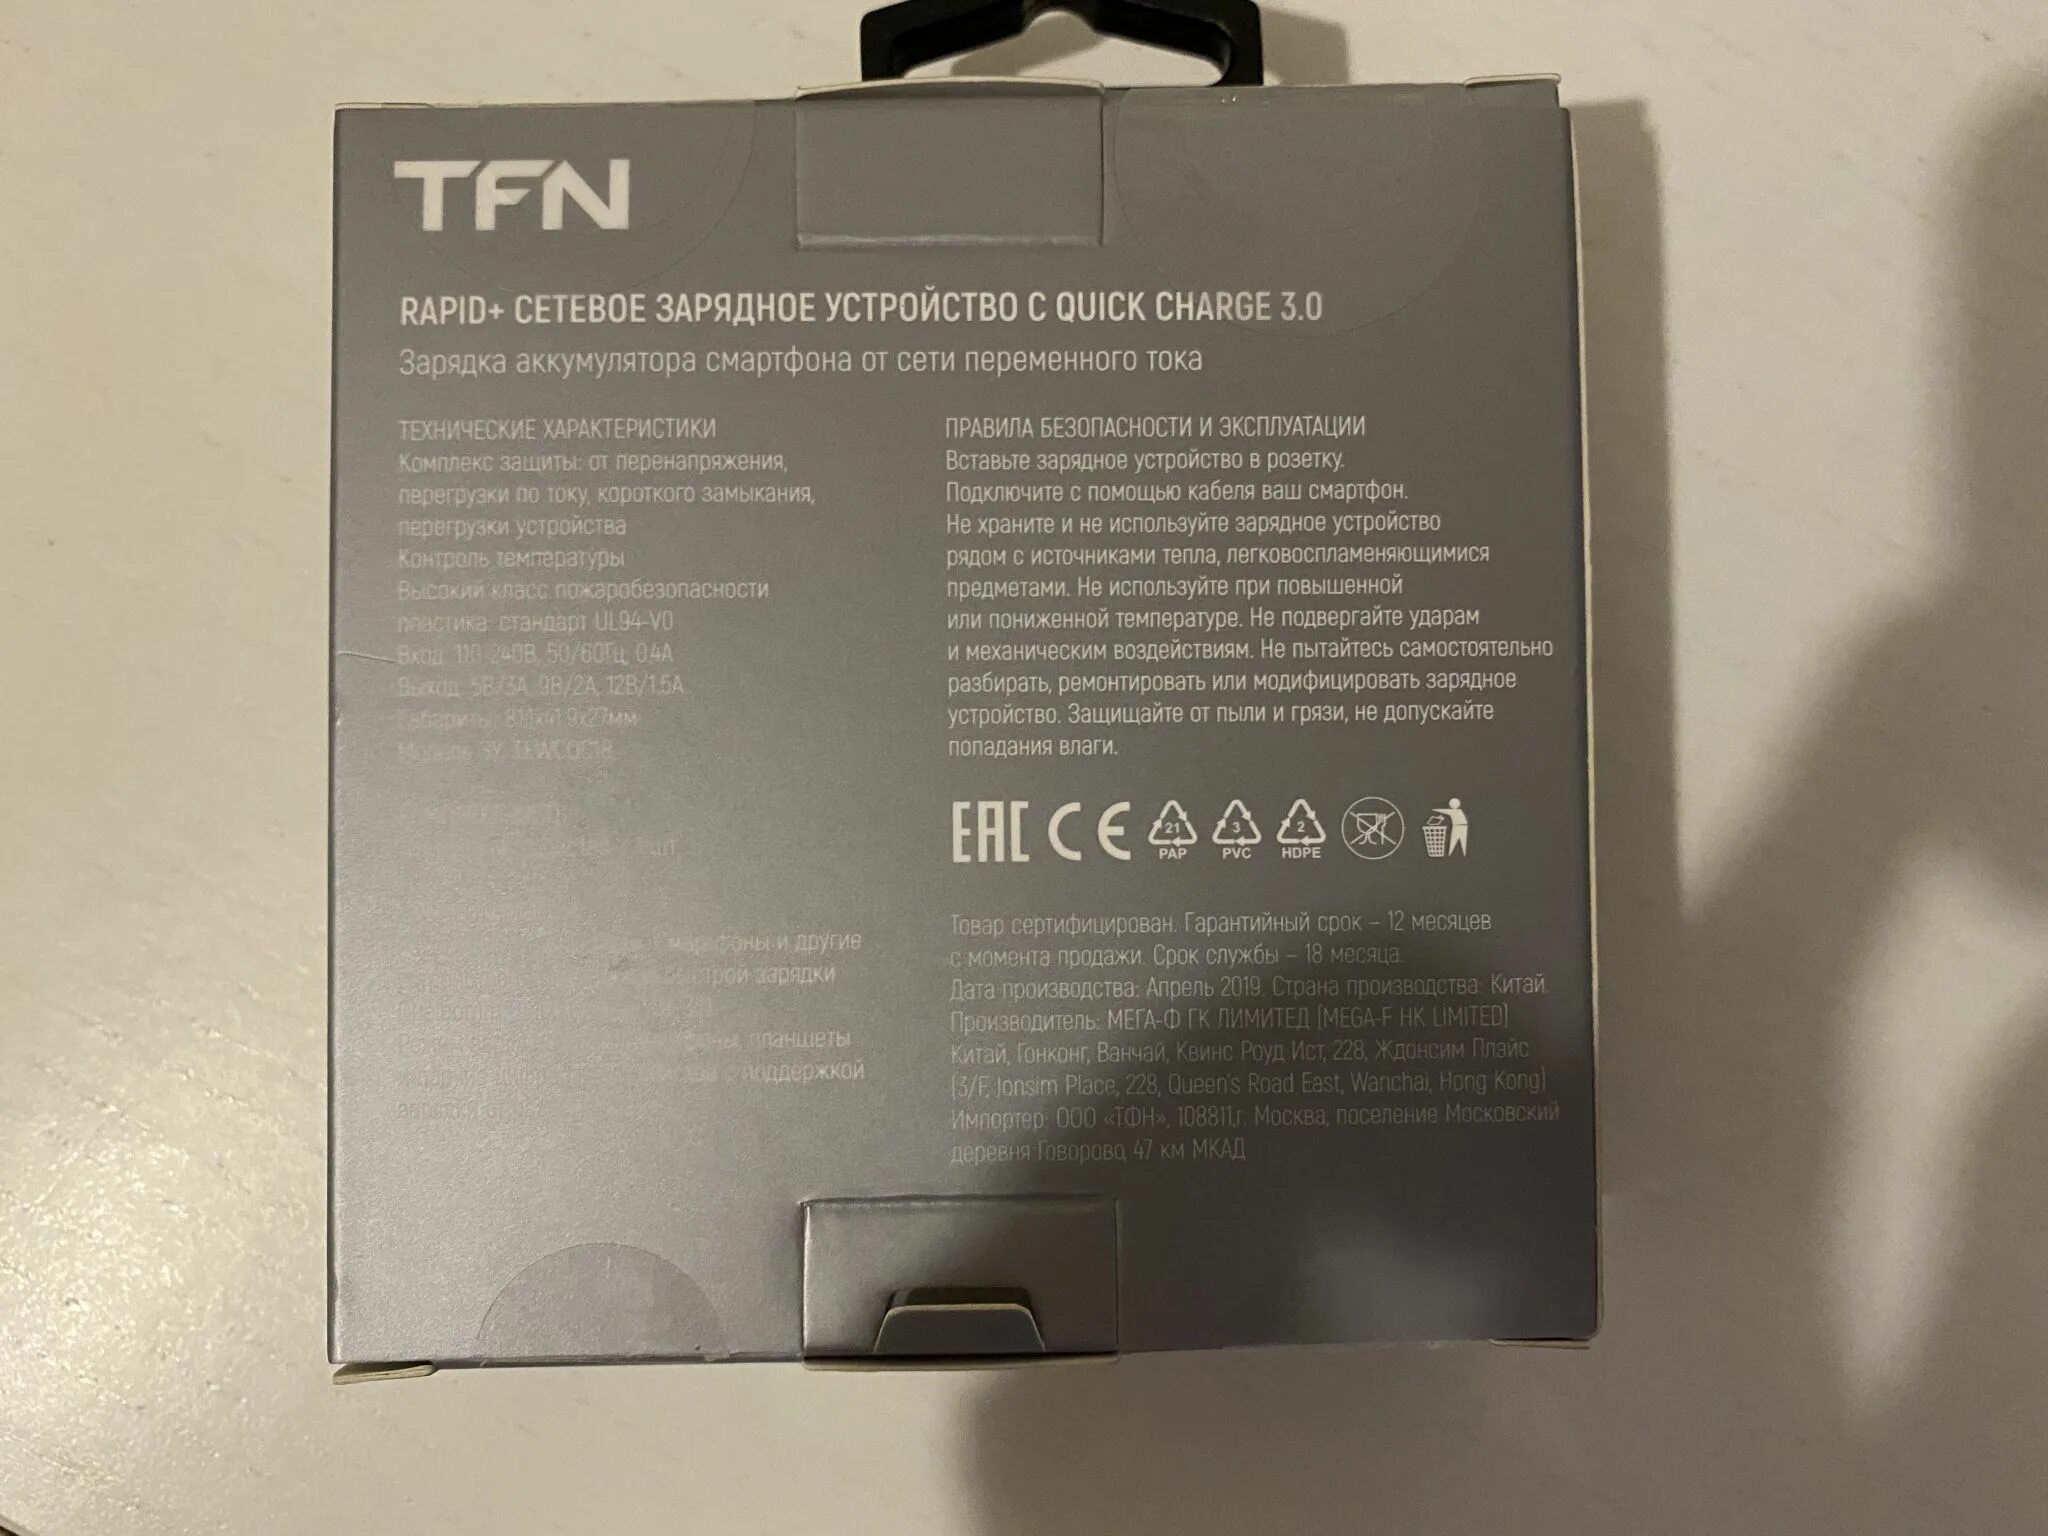 TFN
RAPID+ СЕТЕВОЕ ЗАРЯДНОЕ УСТРОЙСТВО С QUICK CHARGE 3.0
Зарядка аккумулятора смартфона от сети переменного тока
ТЕХНИЧЕСКИЕ ХАРАКТЕРИСТИКИ
Комплекс защиты: от перенапряжения,
перегрузки по току, короткого замыкания,
перегрузки устройства
Контроль температуры
Высокий класс пожаробезопасности
пластика: стандарт UL94-V0
Вход: 110-240В, 50/60Гц, 0.4А
Выход: 5В/3А, 9В/2А, 12В/1.5А
Габариты:
Модель:
смартфоны и другие
быстрой зарядки
планшеты
с поддержкой
ПРАВИЛА БЕЗОПАСНОСТИ И ЭКСПЛУАТАЦИИ
Вставьте зарядное устройство в розетку.
Подключите с помощью кабеля ваш смартфон.
Не храните и не используйте зарядное устройство
рядом с источниками тепла, легковоспламеняющимися
предметами. Не используйте при повышенной
или пониженной температуре. Не подвергайте ударам
и механическим воздействиям. Не пытайтесь самостоятельно
разбирать, ремонтировать или модифицировать зарядное
устройство. Защищайте от пыли и грязи, не допускайте
попадания влаги.
EAC CE 21 PAP 3 PVC 2 HDPE
Товар сертифицирован. Гарантийный срок – 12 месяцев
с момента продажи. Срок службы – 18 месяца.
Дата производства: Апрель 2019. Страна производства: Китай.
Производитель: МЕГА-Ф ГК ЛИМИТЕД (MEGA-F HK LIMITED)
Китай, Гонконг, Ванчай, Квинс Роуд Ист, 228, Ждонсим Плэйс
(3/F, Jonsim Place, 228, Queen's Road East, Wanchai, Hong Kong)
Импортер: ООО «ТФН», 108811,г. Москва, поселение Московский
деревня Говорово, 47 км МКАД